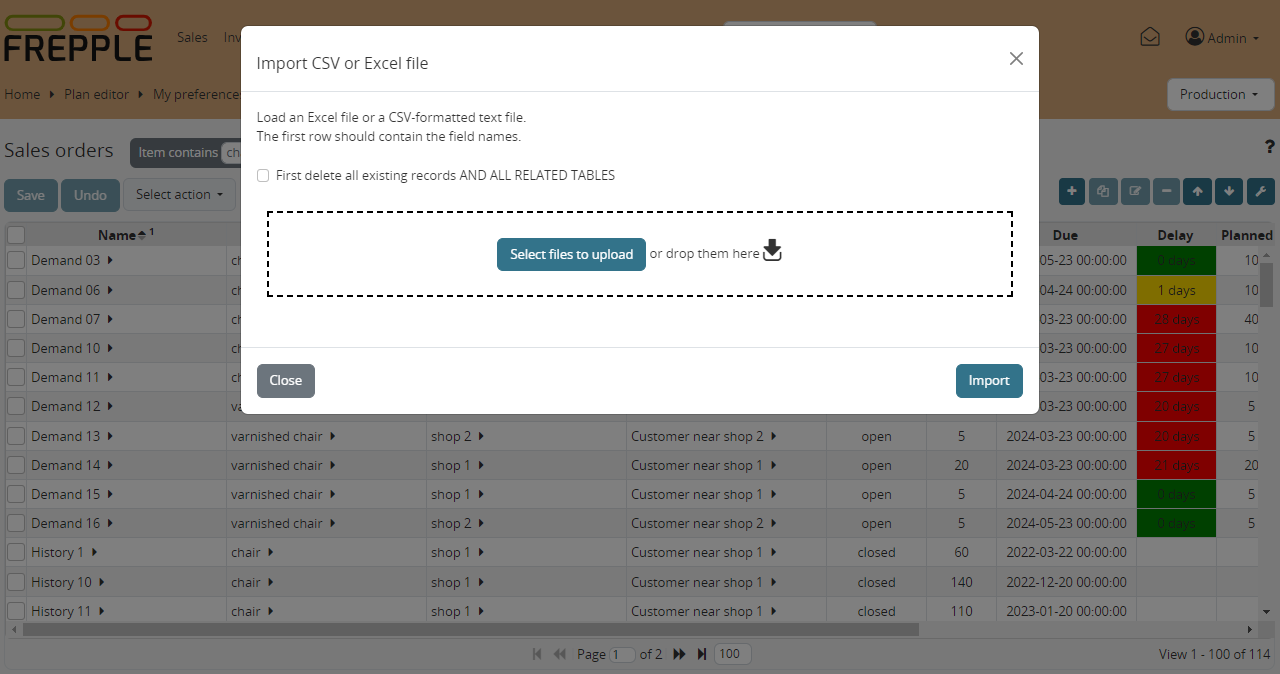 FREPPLE
Sales
Inv
Admin
Home
Plan editor
My preference
Production
Import CSV or Excel file
Load an Excel file or a CSV-formatted text file.
The first row should contain the field names.
First delete all existing records AND ALL RELATED TABLES
Select files to upload or drop them here
Close
Import
Sales orders
Item contains ch
?
Save
Undo
Select action
Name 1 Due Delay Planned
Demand 03 ch 05-23 00:00:00 0 days 10
Demand 06 ch 04-24 00:00:00 1 days 10
Demand 07 ch 03-23 00:00:00 28 days 40
Demand 10 ch 03-23 00:00:00 27 days 10
Demand 11 ch 03-23 00:00:00 27 days 10
Demand 12 va 03-23 00:00:00 20 days 5
Demand 13 varnished chair shop 2 Customer near shop 2 open 5 2024-03-23 00:00:00 20 days 5
Demand 14 varnished chair shop 1 Customer near shop 1 open 20 2024-03-23 00:00:00 21 days 20
Demand 15 varnished chair shop 1 Customer near shop 1 open 5 2024-04-24 00:00:00 0 days 5
Demand 16 varnished chair shop 2 Customer near shop 2 open 5 2024-05-23 00:00:00 0 days 5
History 1 chair shop 1 Customer near shop 1 closed 60 2022-03-22 00:00:00
History 10 chair shop 1 Customer near shop 1 closed 140 2022-12-20 00:00:00
History 11 chair shop 1 Customer near shop 1 closed 110 2023-01-20 00:00:00
Page 1 of 2 100
View 1 - 100 of 114